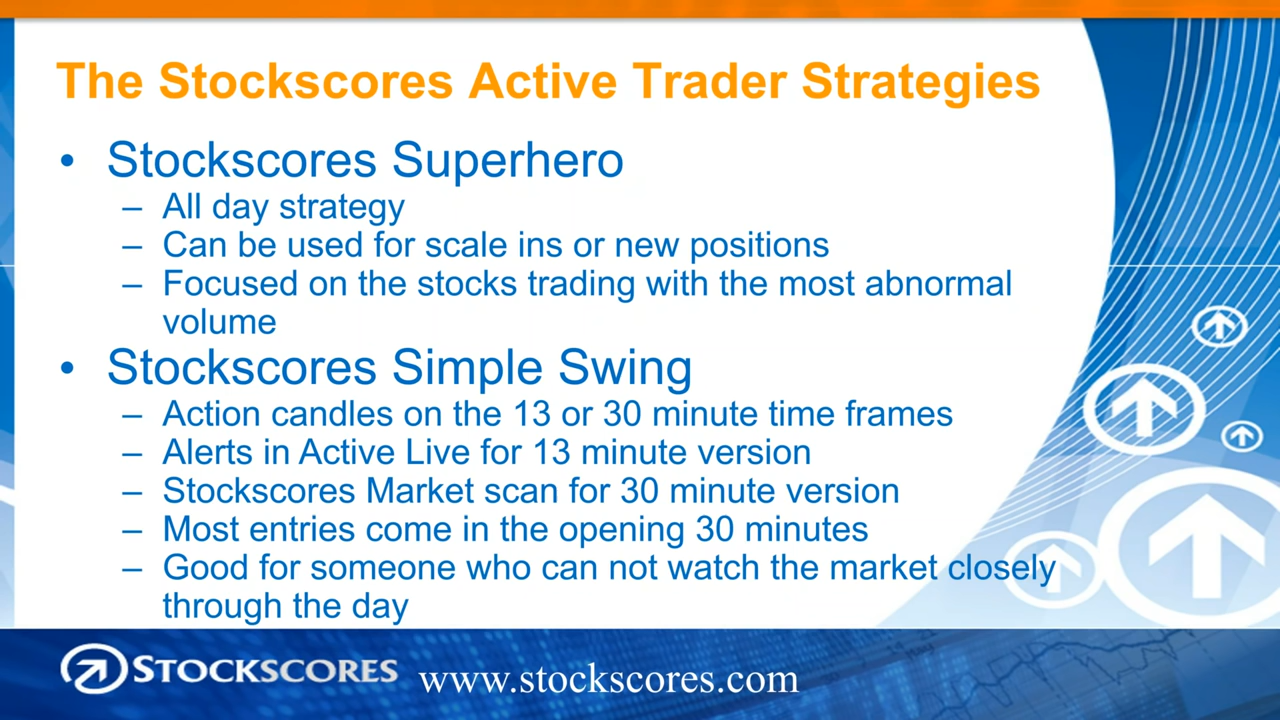 The Stockscores Active Trader Strategies
• Stockscores Superhero
– All day strategy
– Can be used for scale ins or new positions
– Focused on the stocks trading with the most abnormal
volume
• Stockscores Simple Swing
– Action candles on the 13 or 30 minute time frames
– Alerts in Active Live for 13 minute version
– Stockscores Market scan for 30 minute version
– Most entries come in the opening 30 minutes
– Good for someone who can not watch the market closely
through the day
STOCKSCORES
www.stockscores.com